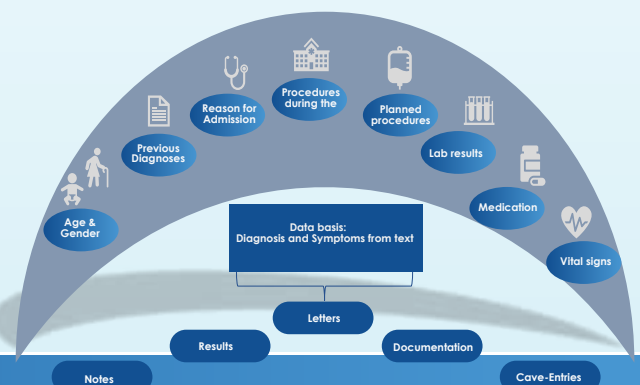 Procedures
during the
Reason for
Admission
Planned
procedures
Previous
Diagnoses
Lab results
Age &
Gender
Medication
Vital signs
Data basis:
Diagnosis and Symptoms from text
Letters
Results
Documentation
Notes
Cave-Entries